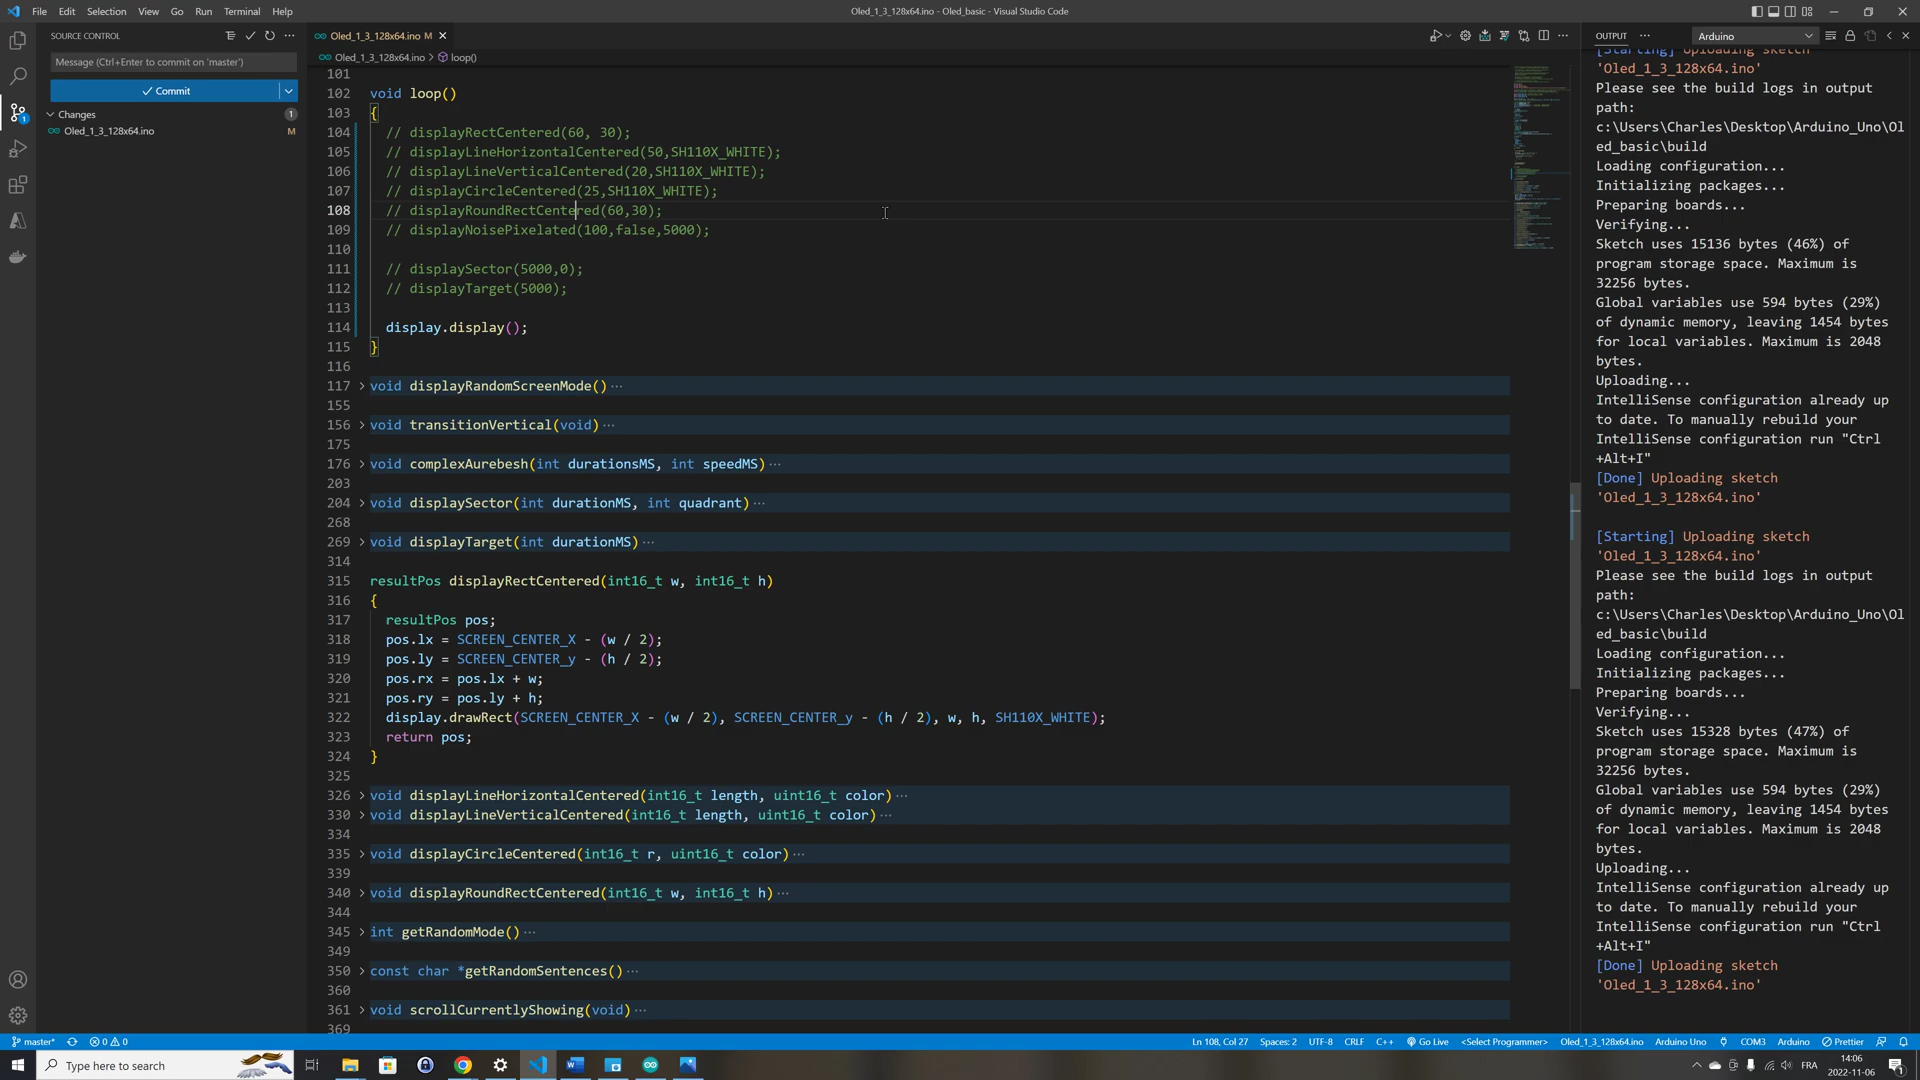 File Edit Selection View Go Run Terminal Help
Oled_1_3_128x64.ino - Oled_basic - Visual Studio Code
SOURCE CONTROL
Message (Ctrl+Enter to commit on 'master')
Commit
Changes 1
Oled_1_3_128x64.ino M
Oled_1_3_128x64.ino M
Oled_1_3_128x64.ino > loop()
101
102 void loop()
103 {
104 // displayRectCentered(60, 30);
105 // displayLineHorizontalCentered(50,SH110X_WHITE);
106 // displayLineVerticalCentered(20,SH110X_WHITE);
107 // displayCircleCentered(25,SH110X_WHITE);
108 // displayRoundRectCentered(60,30);
109 // displayNoisePixelated(100,false,5000);
110
111 // displaySector(5000,0);
112 // displayTarget(5000);
113
114 display.display();
115 }
116
117 void displayRandomScreenMode()···
155
156 void transitionVertical(void)···
175
176 void complexAurebesh(int durationsMS, int speedMS)···
203
204 void displaySector(int durationMS, int quadrant)···
268
269 void displayTarget(int durationMS)···
314
315 resultPos displayRectCentered(int16_t w, int16_t h)
316 {
317 resultPos pos;
318 pos.lx = SCREEN_CENTER_X - (w / 2);
319 pos.ly = SCREEN_CENTER_y - (h / 2);
320 pos.rx = pos.lx + w;
321 pos.ry = pos.ly + h;
322 display.drawRect(SCREEN_CENTER_X - (w / 2), SCREEN_CENTER_y - (h / 2), w, h, SH110X_WHITE);
323 return pos;
324 }
325
326 void displayLineHorizontalCentered(int16_t length, uint16_t color)···
330 void displayLineVerticalCentered(int16_t length, uint16_t color)···
334
335 void displayCircleCentered(int16_t r, uint16_t color)···
339
340 void displayRoundRectCentered(int16_t w, int16_t h)···
344
345 int getRandomMode()···
349
350 const char *getRandomSentences()···
360
361 void scrollCurrentlyShowing(void)···
369
OUTPUT ··· Arduino
[Starting] Uploading sketch
'Oled_1_3_128x64.ino'
Please see the build logs in output
path:
c:\Users\Charles\Desktop\Arduino_Uno\Ol
ed_basic\build
Loading configuration...
Initializing packages...
Preparing boards...
Verifying...
Sketch uses 15136 bytes (46%) of
program storage space. Maximum is
32256 bytes.
Global variables use 594 bytes (29%)
of dynamic memory, leaving 1454 bytes
for local variables. Maximum is 2048
bytes.
Uploading...
IntelliSense configuration already up
to date. To manually rebuild your
IntelliSense configuration run "Ctrl
+Alt+I"
[Done] Uploading sketch
'Oled_1_3_128x64.ino'
[Starting] Uploading sketch
'Oled_1_3_128x64.ino'
Please see the build logs in output
path:
c:\Users\Charles\Desktop\Arduino_Uno\Ol
ed_basic\build
Loading configuration...
Initializing packages...
Preparing boards...
Verifying...
Sketch uses 15328 bytes (47%) of
program storage space. Maximum is
32256 bytes.
Global variables use 594 bytes (29%)
of dynamic memory, leaving 1454 bytes
for local variables. Maximum is 2048
bytes.
Uploading...
IntelliSense configuration already up
to date. To manually rebuild your
IntelliSense configuration run "Ctrl
+Alt+I"
[Done] Uploading sketch
'Oled_1_3_128x64.ino'
master* 0 0 Ln 108, Col 27 Spaces: 2 UTF-8 CRLF C++ Go Live <Select Programmer> Oled_1_3_128x64.ino Arduino Uno COM3 Arduino Prettier
Type here to search
FRA
14:06
2022-11-06